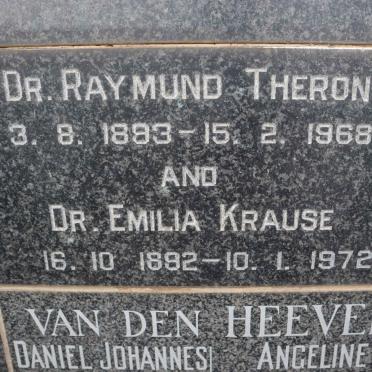 DR. RAYMUND THERON
3. 8. 1893 – 15. 2. 1968
AND
DR. EMILIA KRAUSE
16. 10 1892 – 10. 1. 1972
VAN DEN HEEVE
DANIEL JOHANNES ANGELINE